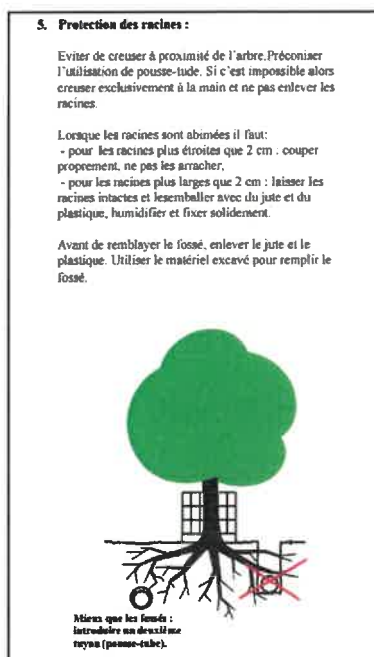 5. Protection des racines :
Eviter de creuser à proximité de l'arbre.Préconiser
l'utilisation de pousse-tude. Si c'est impossible alors
creuser exclusivement à la main et ne pas enlever les
racines.
Lorsque les racines sont abimées il faut:
- pour les racines plus étroites que 2 cm : couper
proprement, ne pas les arracher,
- pour les racines plus larges que 2 cm : laisser les
racines intactes et lesemballer avec du jute et du
plastique, humidifier et fixer solidement.
Avant de remblayer le fossé, enlever le jute et le
plastique. Utiliser le matériel excavé pour remplir le
fossé.
Mieux que les fossés :
introduire un deuxième
tuyau (pousse-tube).